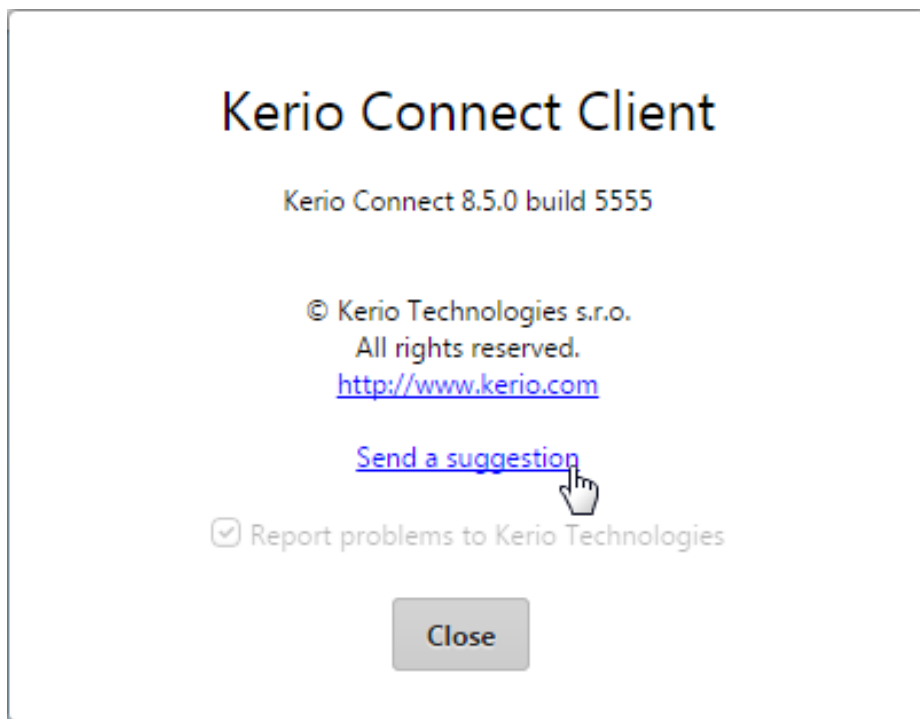 Kerio Connect Client
Kerio Connect 8.5.0 build 5555
© Kerio Technologies s.r.o.
All rights reserved.
http://www.kerio.com
Send a suggestion
Report problems to Kerio Technologies
Close